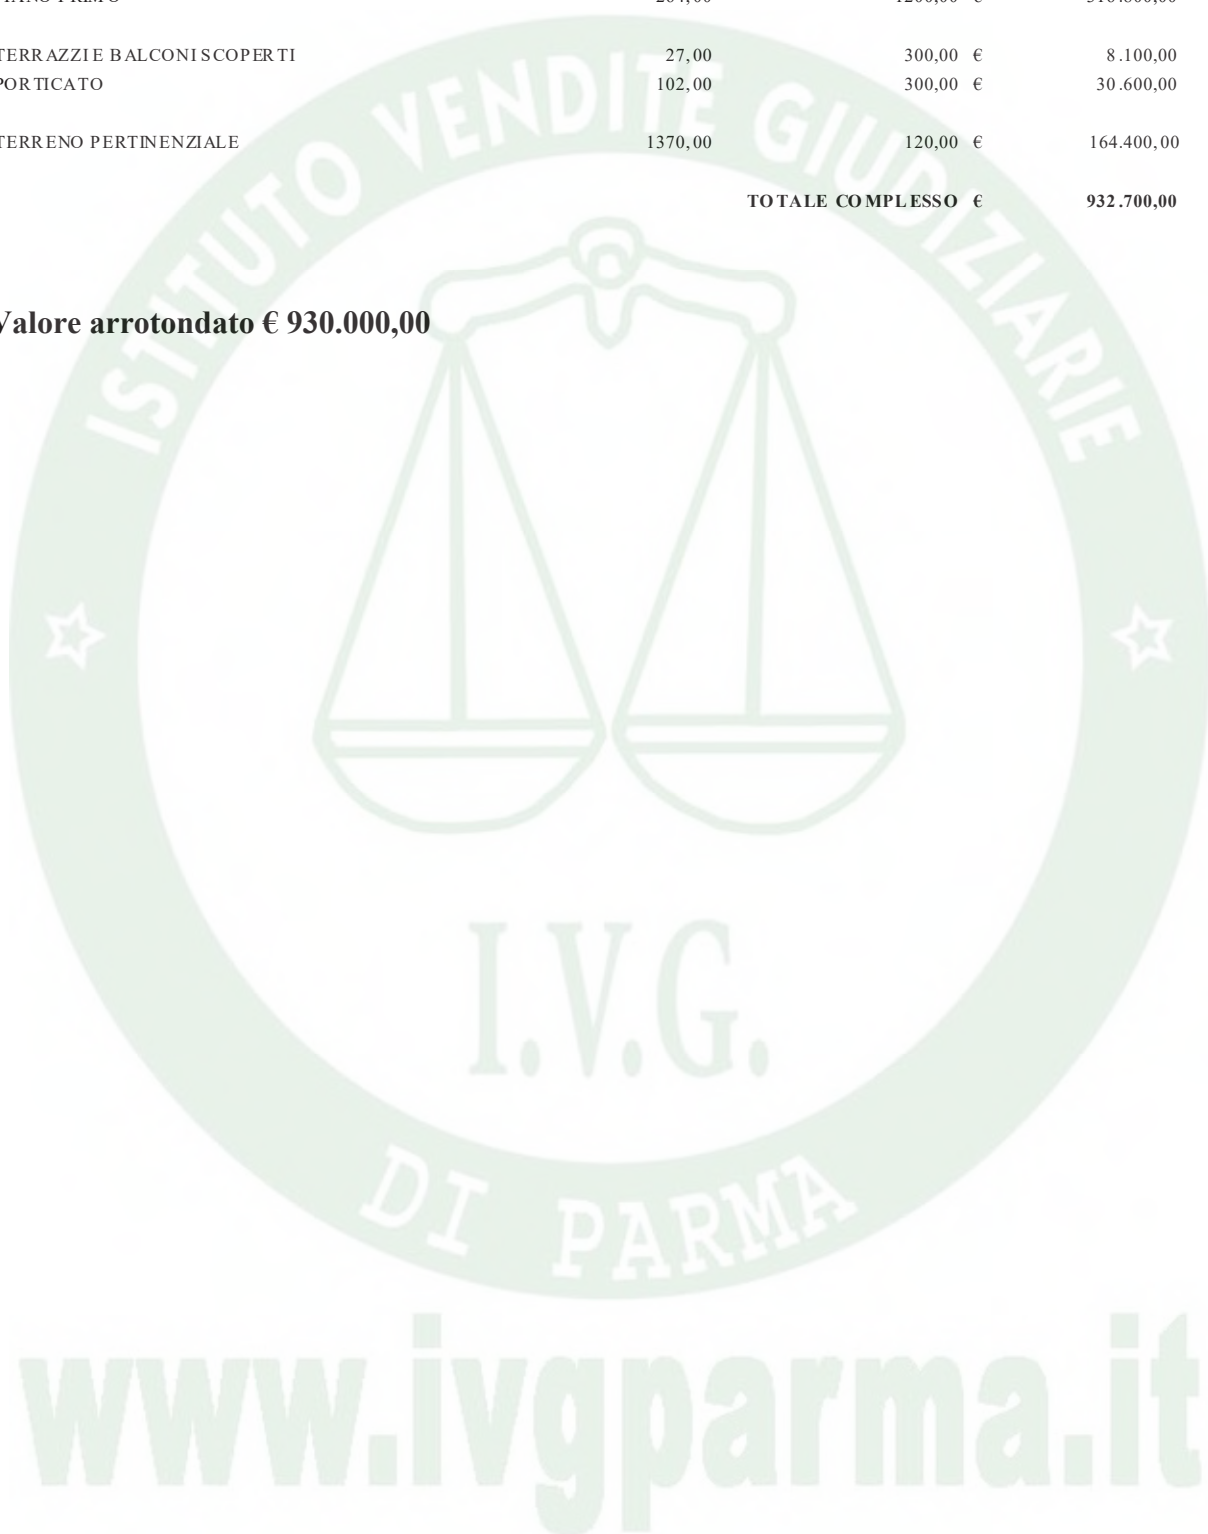 TERRAZZI E BALCONI SCOPERTI 27,00 300,00 € 8.100,00
PORTICATO 102,00 300,00 € 30.600,00
TERRENO PERTINENZIALE 1370,00 120,00 € 164.400,00
TOTALE COMPLESSO € 932.700,00
Valore arrotondato € 930.000,00
ISTITUTO VENDITE GIUDIZIARIE
I.V.G.
DI PARMA
www.ivgparma.it